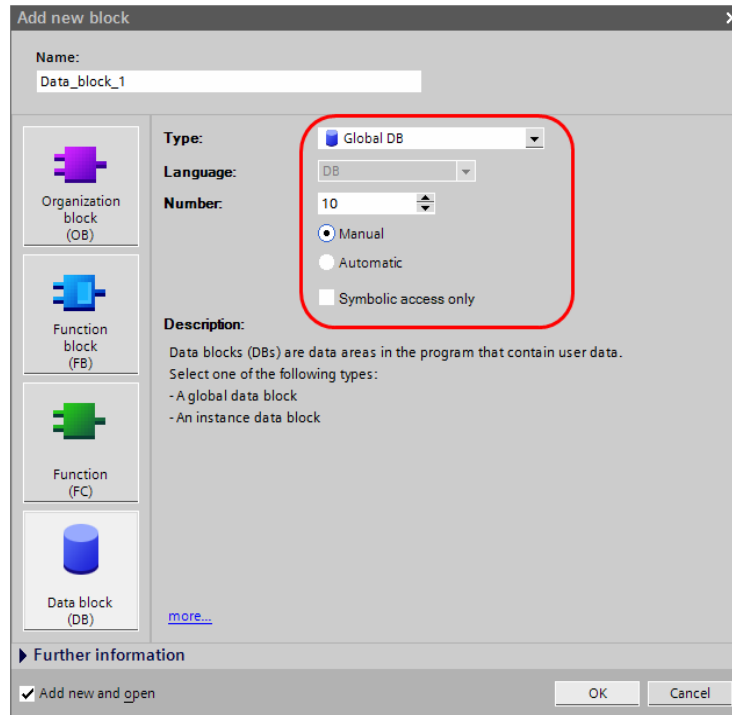 Add new block
Name:
Data_block_1
Organization
block
(OB)
Function
block
(FB)
Function
(FC)
Data block
(DB)
Type:
Global DB
Language:
DB
Number:
10
Manual
Automatic
Symbolic access only
Description:
Data blocks (DBs) are data areas in the program that contain user data.
Select one of the following types:
- A global data block
- An instance data block
more...
Further information
Add new and open
OK
Cancel